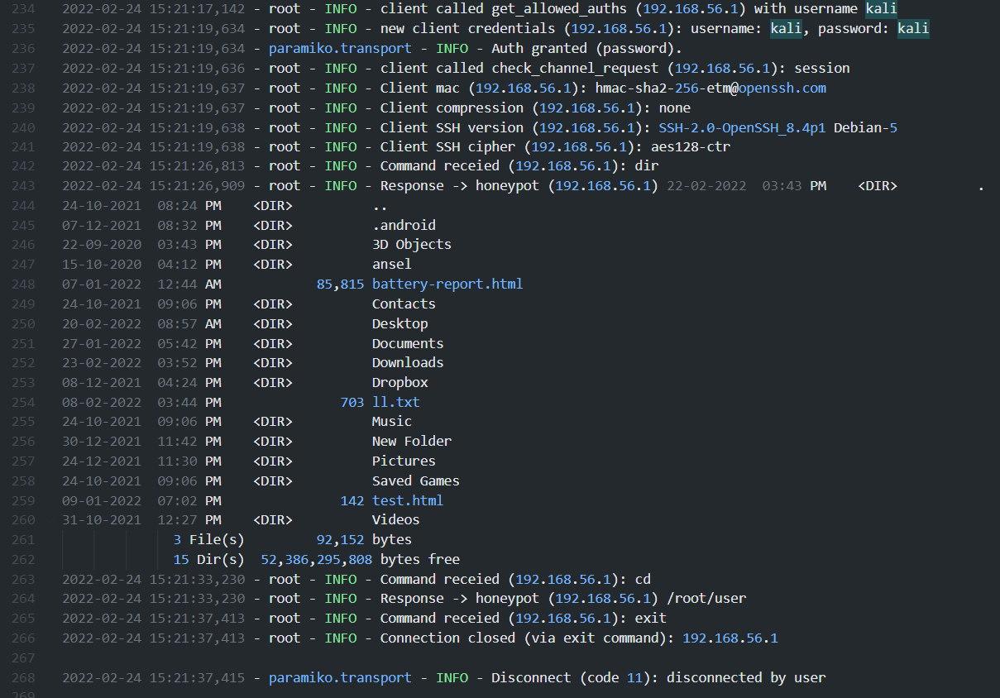 234 2022-02-24 15:21:17,142 - root - INFO - client called get_allowed_auths (192.168.56.1) with username kali
235 2022-02-24 15:21:19,634 - root - INFO - new client credentials (192.168.56.1): username: kali, password: kali
236 2022-02-24 15:21:19,634 - paramiko.transport - INFO - Auth granted (password).
237 2022-02-24 15:21:19,636 - root - INFO - client called check_channel_request (192.168.56.1): session
238 2022-02-24 15:21:19,637 - root - INFO - Client mac (192.168.56.1): hmac-sha2-256-etm@openssh.com
239 2022-02-24 15:21:19,637 - root - INFO - Client compression (192.168.56.1): none
240 2022-02-24 15:21:19,638 - root - INFO - Client SSH version (192.168.56.1): SSH-2.0-OpenSSH_8.4p1 Debian-5
241 2022-02-24 15:21:19,638 - root - INFO - Client SSH cipher (192.168.56.1): aes128-ctr
242 2022-02-24 15:21:26,813 - root - INFO - Command receied (192.168.56.1): dir
243 2022-02-24 15:21:26,909 - root - INFO - Response -> honeypot (192.168.56.1) 22-02-2022  03:43 PM    <DIR>          .
244 24-10-2021  08:24 PM    <DIR>          ..
245 07-12-2021  08:32 PM    <DIR>          .android
246 22-09-2020  03:43 PM    <DIR>          3D Objects
247 15-10-2020  04:12 PM    <DIR>          ansel
248 07-01-2022  12:44 AM            85,815 battery-report.html
249 24-10-2021  09:06 PM    <DIR>          Contacts
250 20-02-2022  08:57 AM    <DIR>          Desktop
251 27-01-2022  05:42 PM    <DIR>          Documents
252 23-02-2022  03:52 PM    <DIR>          Downloads
253 08-12-2021  04:24 PM    <DIR>          Dropbox
254 08-02-2022  03:44 PM               703 ll.txt
255 24-10-2021  09:06 PM    <DIR>          Music
256 30-12-2021  11:42 PM    <DIR>          New Folder
257 24-12-2021  11:30 PM    <DIR>          Pictures
258 24-10-2021  09:06 PM    <DIR>          Saved Games
259 09-01-2022  07:02 PM               142 test.html
260 31-10-2021  12:27 PM    <DIR>          Videos
261               3 File(s)         92,152 bytes
262              15 Dir(s)  52,386,295,808 bytes free
263 2022-02-24 15:21:33,230 - root - INFO - Command receied (192.168.56.1): cd
264 2022-02-24 15:21:33,230 - root - INFO - Response -> honeypot (192.168.56.1) /root/user
265 2022-02-24 15:21:37,413 - root - INFO - Command receied (192.168.56.1): exit
266 2022-02-24 15:21:37,413 - root - INFO - Connection closed (via exit command): 192.168.56.1
267
268 2022-02-24 15:21:37,415 - paramiko.transport - INFO - Disconnect (code 11): disconnected by user
269